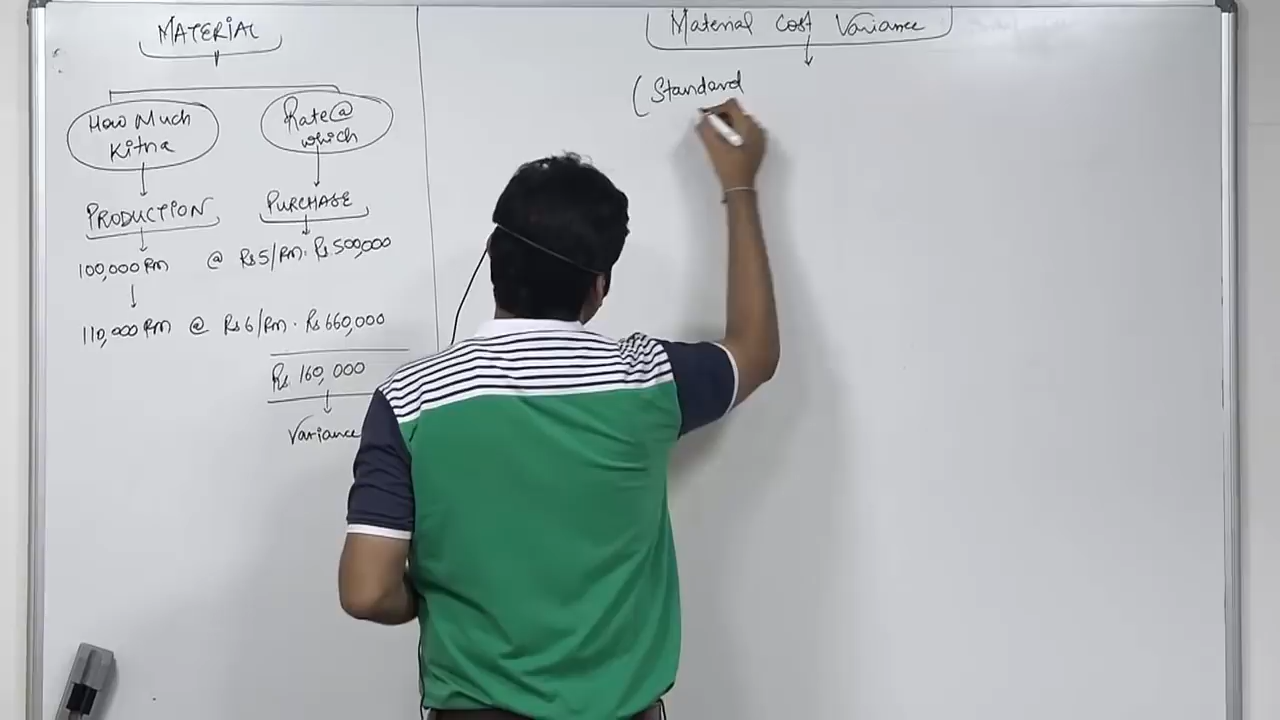 MATERIAL
How Much
Kitna
Rate@
which
PRODUCTION
PURCHASE
100,000 RM @ Rs 5/RM. Rs 500,000
110,000 RM @ Rs 6/RM. Rs 660,000
Rs 160,000
Variance
Material Cost Variance
(Standard